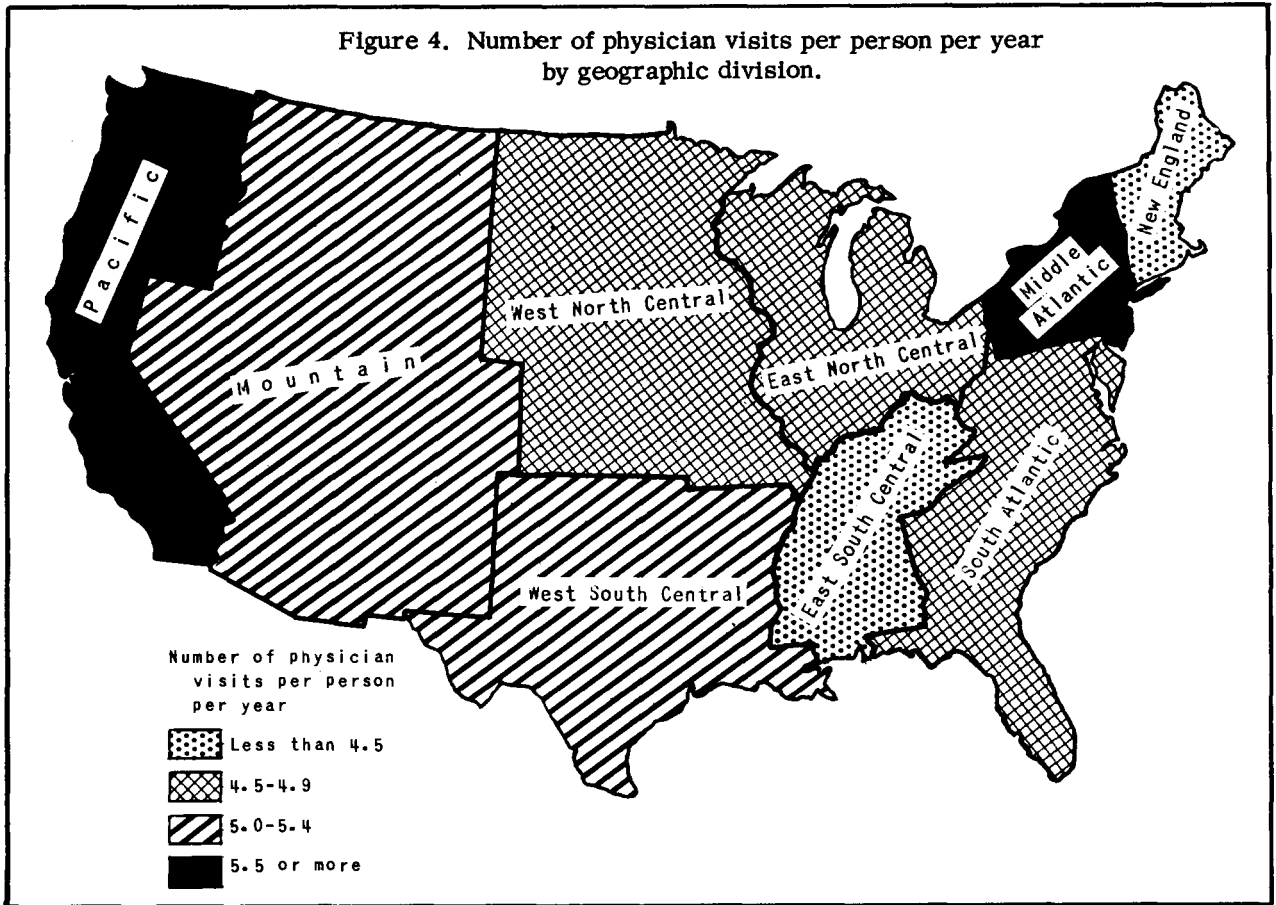 Figure 4. Number of physician visits per person per year
by geographic division.
Pacific
Mountain
West North Central
East North Central
Middle
Atlantic
New England
West South Central
East South Central
South Atlantic
Number of physician
visits per person
per year
Less than 4.5
4.5-4.9
5.0-5.4
5.5 or more